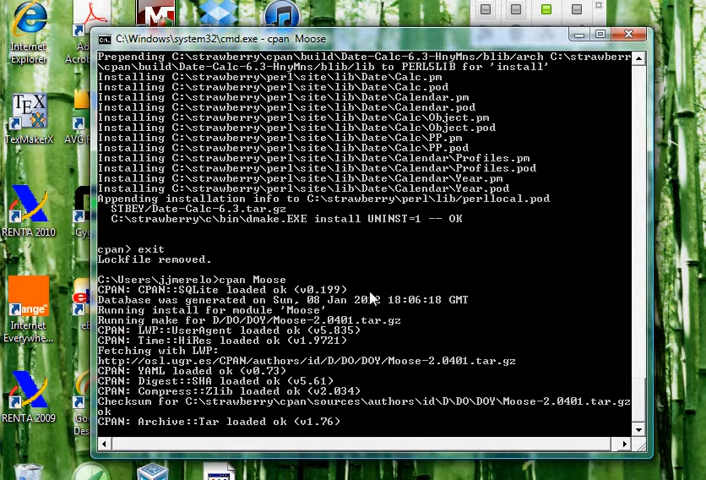 Internet
Explorer
A
Acroba
TeXMakerX
AVG F
RENTA 2010
Cy
orange
Internet
Everywhe...
eB
RENTA 2009
Go
Des
C:\Windows\system32\cmd.exe - cpan Moose
Prepending C:\strawberry\cpan\build\Date-Calc-6.3-HnyMns/blib/arch C:\strawberr
\cpan\build\Date-Calc-6.3-HnyMns/blib/lib to PERL5LIB for 'install'
Installing C:\strawberry\perl\site\lib\Date\Calc.pm
Installing C:\strawberry\perl\site\lib\Date\Calc.pod
Installing C:\strawberry\perl\site\lib\Date\Calendar.pm
Installing C:\strawberry\perl\site\lib\Date\Calendar.pod
Installing C:\strawberry\perl\site\lib\Date\Calc\Object.pm
Installing C:\strawberry\perl\site\lib\Date\Calc\Object.pod
Installing C:\strawberry\perl\site\lib\Date\Calc\PP.pm
Installing C:\strawberry\perl\site\lib\Date\Calc\PP.pod
Installing C:\strawberry\perl\site\lib\Date\Calendar\Profiles.pm
Installing C:\strawberry\perl\site\lib\Date\Calendar\Profiles.pod
Installing C:\strawberry\perl\site\lib\Date\Calendar\Year.pm
Installing C:\strawberry\perl\site\lib\Date\Calendar\Year.pod
Appending installation info to C:\strawberry\perl\lib/perllocal.pod
STBEY/Date-Calc-6.3.tar.gz
C:\strawberry\c\bin\dmake.EXE install UNINST=1 -- OK
cpan> exit
Lockfile removed.
C:\Users\jjmerelo>cpan Moose
CPAN: CPAN::SQLite loaded ok (v0.199)
Database was generated on Sun, 08 Jan 2012 18:06:18 GMT
Running install for module 'Moose'
Running make for D/DO/DOY/Moose-2.0401.tar.gz
CPAN: LWP::UserAgent loaded ok (v5.835)
CPAN: Time::HiRes loaded ok (v1.9721)
Fetching with LWP:
http://osl.ugr.es/CPAN/authors/id/D/DO/DOY/Moose-2.0401.tar.gz
CPAN: YAML loaded ok (v0.73)
CPAN: Digest::SHA loaded ok (v5.61)
CPAN: Compress::Zlib loaded ok (v2.034)
Checksum for C:\strawberry\cpan\sources\authors\id\D\DO\DOY\Moose-2.0401.tar.gz
ok
CPAN: Archive::Tar loaded ok (v1.76)